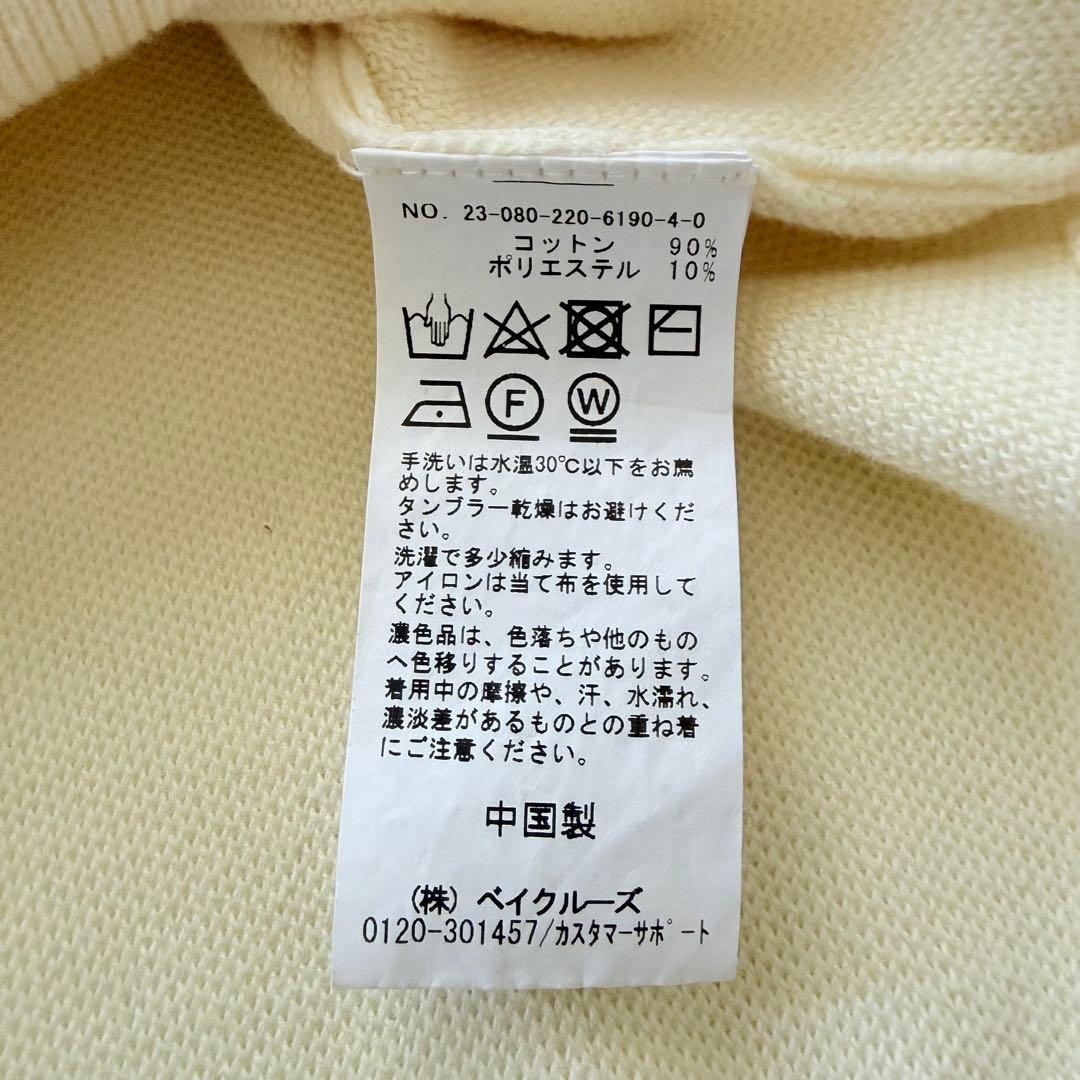 NO. 23-080-220-6190-4-0
コットン 90%
ポリエステル 10%
F W
手洗いは水温30℃以下をお薦
めします。
タンブラー乾燥はお避けくだ
さい。
洗濯で多少縮みます。
アイロンは当て布を使用して
ください。
濃色品は、色落ちや他のもの
へ色移りすることがあります。
着用中の摩擦や、汗、水濡れ、
濃淡差があるものとの重ね着
にご注意ください。
中国製
(株) ベイクルーズ
0120-301457/カスタマーサポート